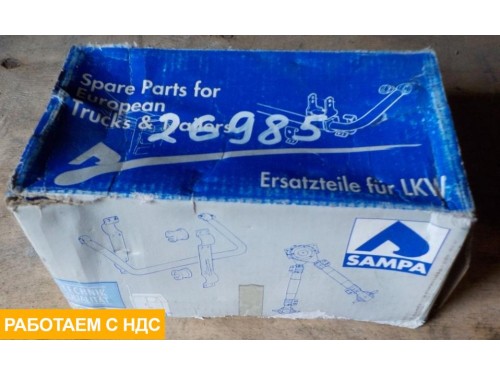 Spare Parts for
European
Trucks & Trailers
26985
Ersatzteile für LKW
SAMPA
РАБОТАЕМ С НДС